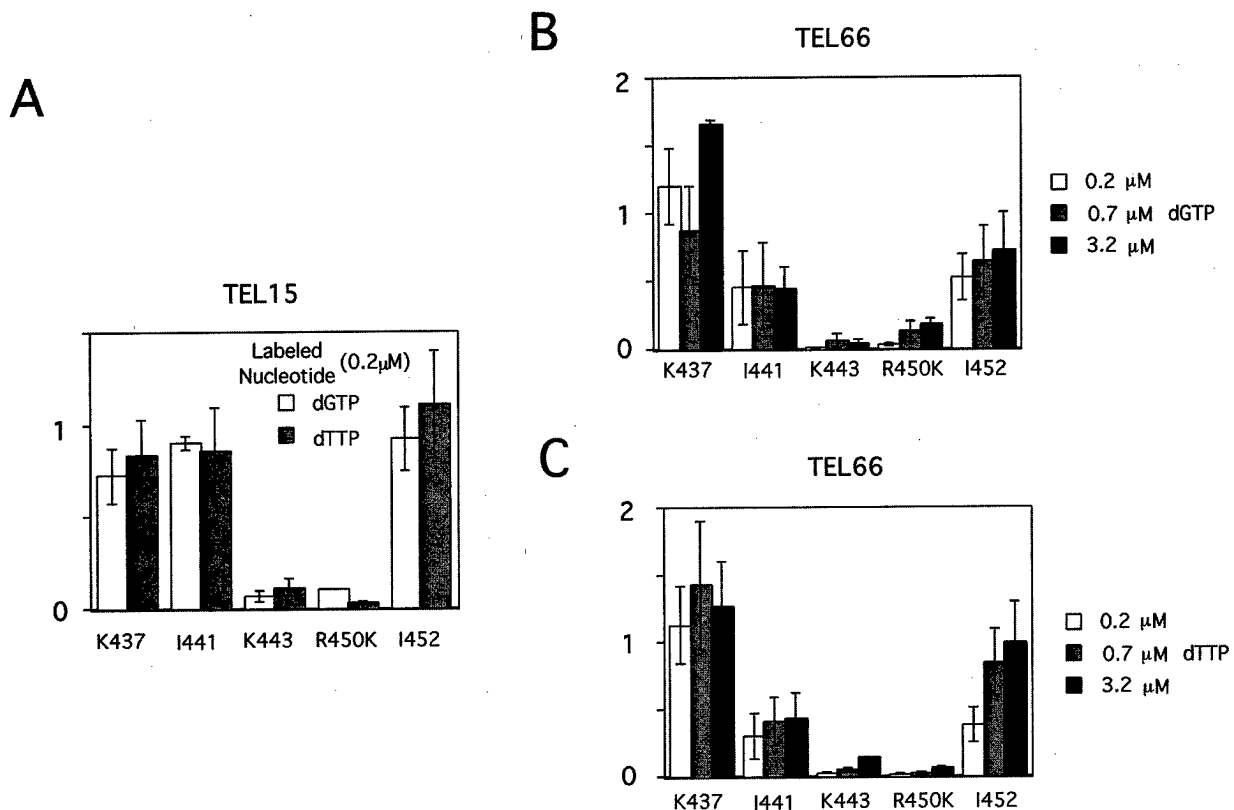 A
TEL15
Labeled
Nucleotide (0.2μM)
dGTP
dTTP
1
0
K437 I441 K443 R450K I452
B
TEL66
2
1
0
K437 I441 K443 R450K I452
0.2 μM
0.7 μM dGTP
3.2 μM
C
TEL66
2
1
0
K437 I441 K443 R450K I452
0.2 μM
0.7 μM dTTP
3.2 μM